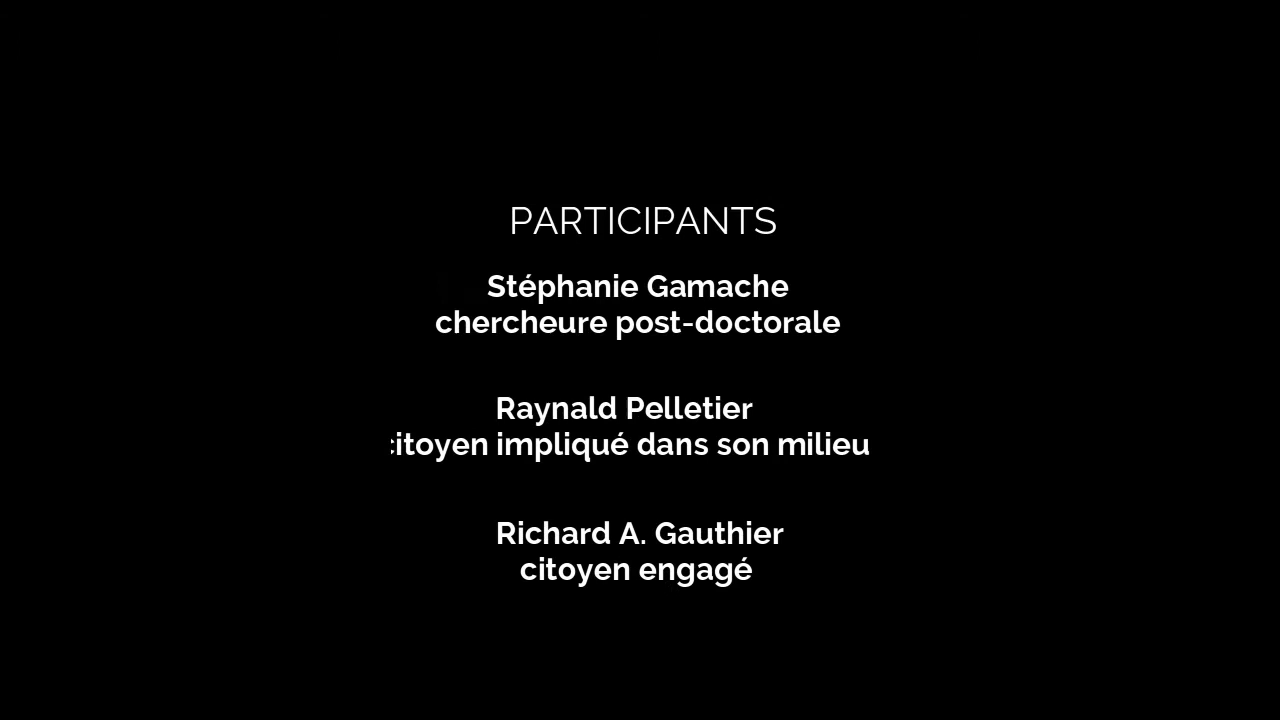 PARTICIPANTS
Stéphanie Gamache
chercheure post-doctorale
Raynald Pelletier
citoyen impliqué dans son milieu
Richard A. Gauthier
citoyen engagé